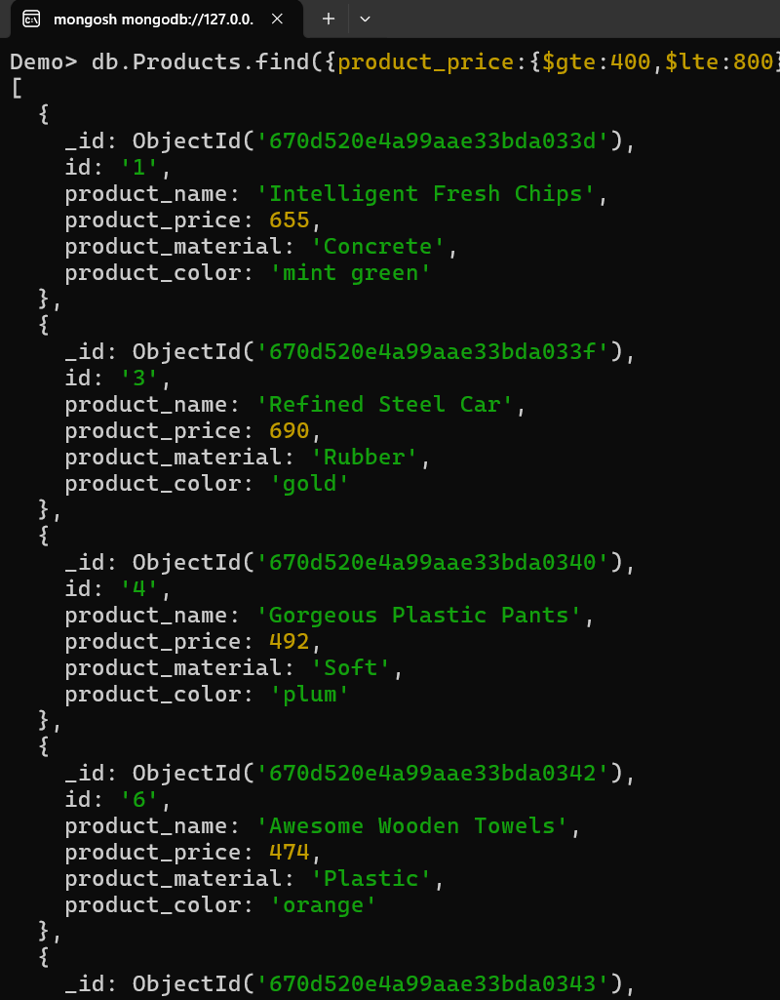 mongosh mongodb://127.0.0.
Demo> db.Products.find({product_price:{$gte:400,$lte:800}
[
  {
    _id: ObjectId('670d520e4a99aae33bda033d'),
    id: '1',
    product_name: 'Intelligent Fresh Chips',
    product_price: 655,
    product_material: 'Concrete',
    product_color: 'mint green'
  },
  {
    _id: ObjectId('670d520e4a99aae33bda033f'),
    id: '3',
    product_name: 'Refined Steel Car',
    product_price: 690,
    product_material: 'Rubber',
    product_color: 'gold'
  },
  {
    _id: ObjectId('670d520e4a99aae33bda0340'),
    id: '4',
    product_name: 'Gorgeous Plastic Pants',
    product_price: 492,
    product_material: 'Soft',
    product_color: 'plum'
  },
  {
    _id: ObjectId('670d520e4a99aae33bda0342'),
    id: '6',
    product_name: 'Awesome Wooden Towels',
    product_price: 474,
    product_material: 'Plastic',
    product_color: 'orange'
  },
  {
    _id: ObjectId('670d520e4a99aae33bda0343'),